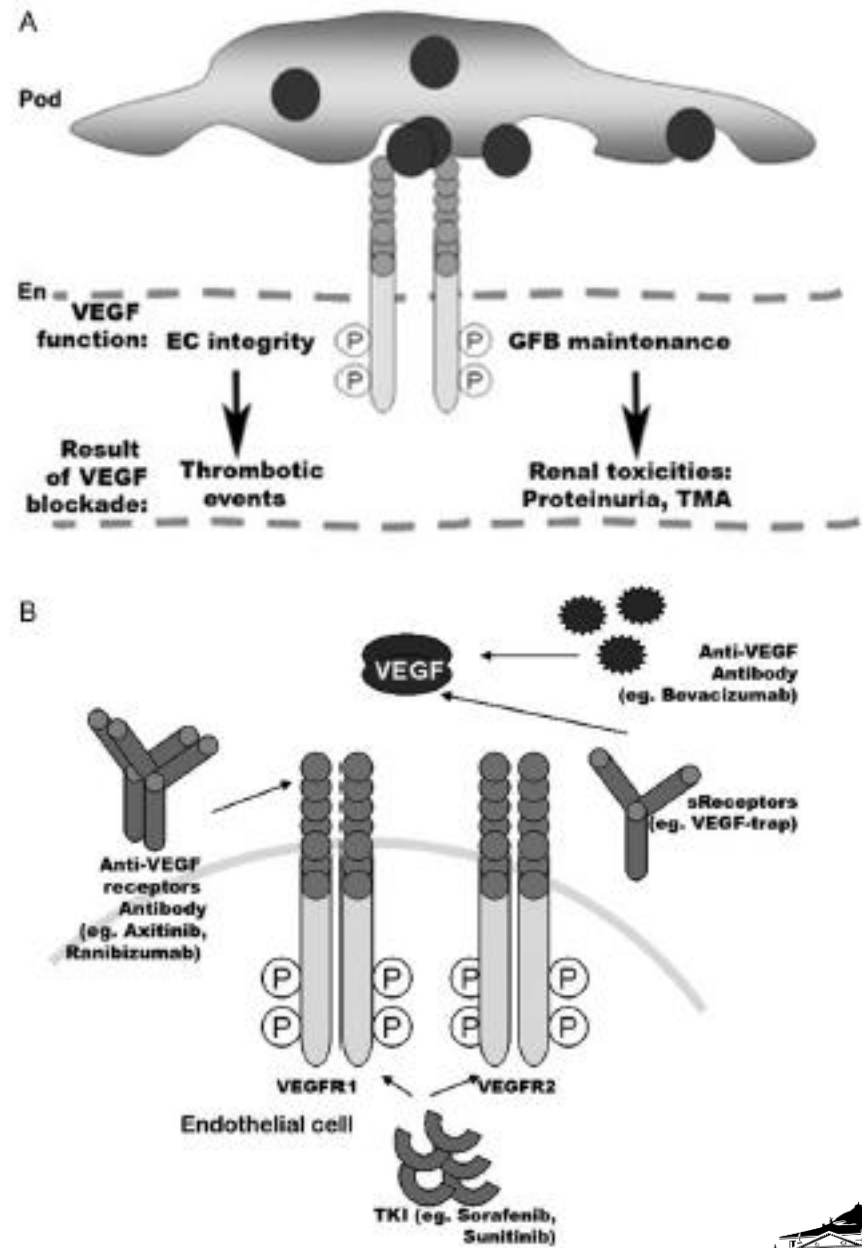 A
Pod
En
VEGF
function:
EC integrity
GFB maintenance
P P
P P
Result
of VEGF
blockade:
Thrombotic
events
Renal toxicities:
Proteinuria, TMA
B
VEGF
Anti-VEGF
Antibody
(eg. Bevacizumab)
sReceptors
(eg. VEGF-trap)
Anti-VEGF
receptors
Antibody
(eg. Axitinib,
Ranibizumab)
P P P P
P P P P
VEGFR1
VEGFR2
Endothelial cell
TKI (eg. Sorafenib,
Sunitinib)